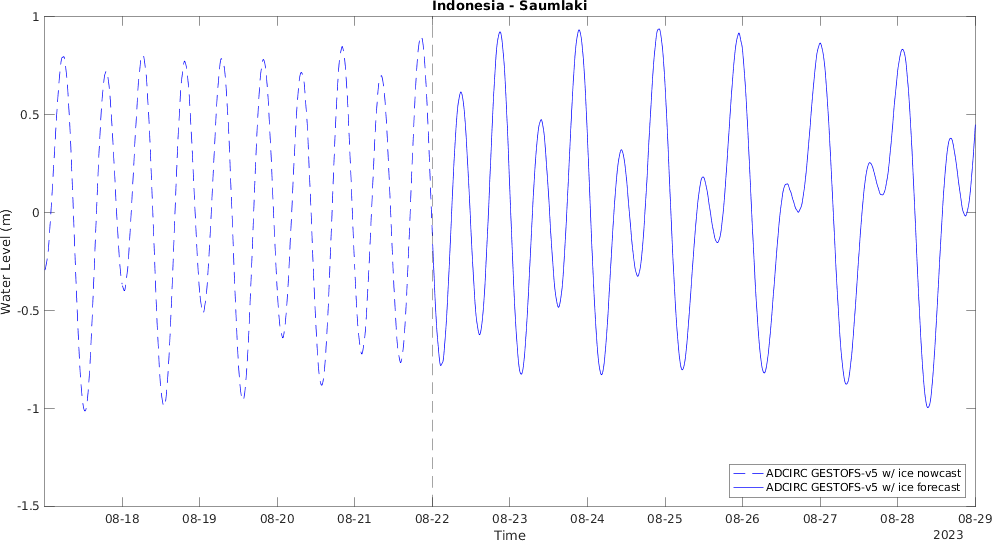 Indonesia - Saumlaki
1
0.5
0
-0.5
-1
-1.5
Water Level (m)
08-18 08-19 08-20 08-21 08-22 08-23 08-24 08-25 08-26 08-27 08-28 08-29
Time
2023
ADCIRC GESTOFS-v5 w/ ice nowcast
ADCIRC GESTOFS-v5 w/ ice forecast